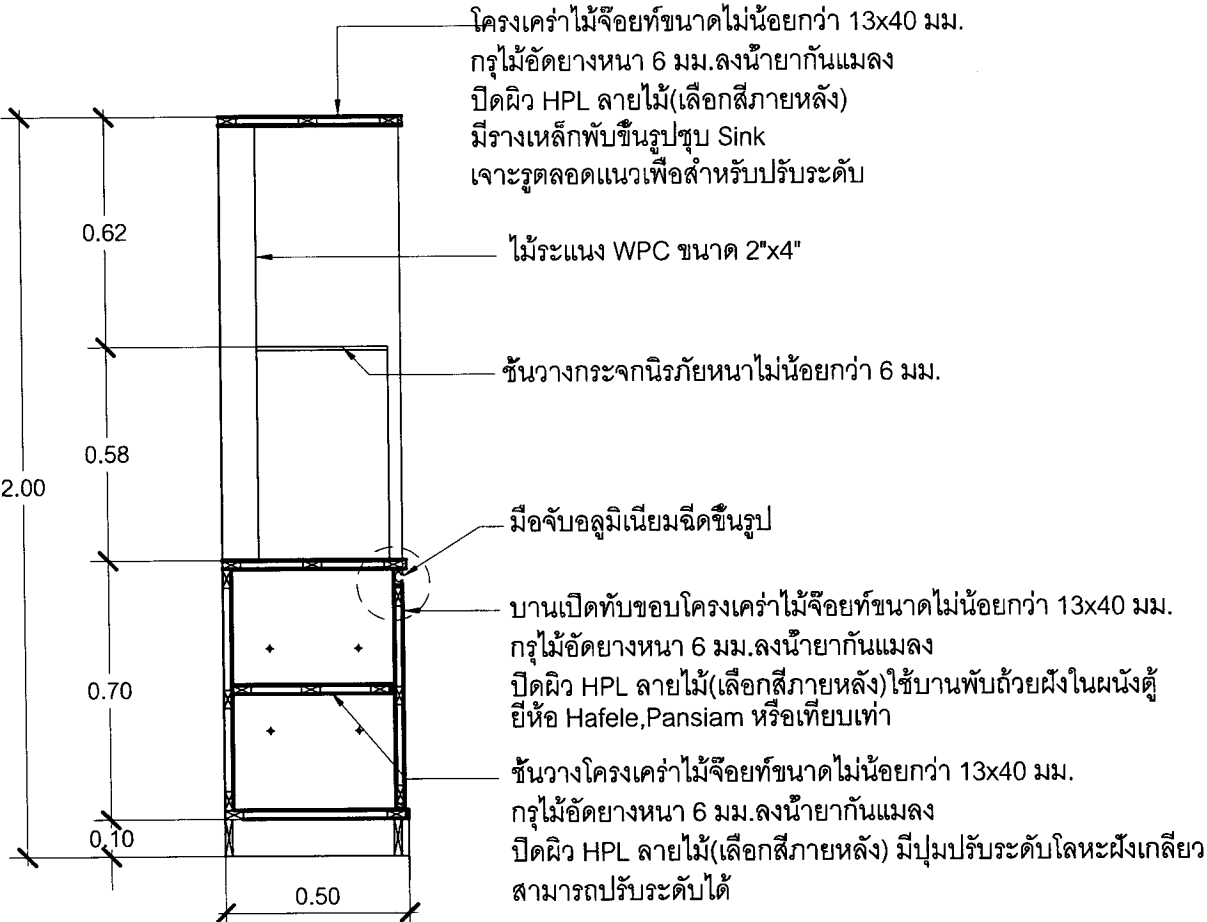 โครงเคร่าไม้จ๊อยท์ขนาดไม่น้อยกว่า 13x40 มม.
กรุไม้อัดยางหนา 6 มม.ลงน้ำยากันแมลง
ปิดผิว HPL ลายไม้(เลือกสีภายหลัง)
มีรางเหล็กพับขึ้นรูปชุบ Sink
เจาะรูตลอดแนวเพื่อสำหรับปรับระดับ
0.62
ไม้ระแนง WPC ขนาด 2"x4"
ชั้นวางกระจกนิรภัยหนาไม่น้อยกว่า 6 มม.
0.58
2.00
มือจับอลูมิเนียมฉีดขึ้นรูป
บานเปิดทับขอบโครงเคร่าไม้จ๊อยท์ขนาดไม่น้อยกว่า 13x40 มม.
กรุไม้อัดยางหนา 6 มม.ลงน้ำยากันแมลง
ปิดผิว HPL ลายไม้(เลือกสีภายหลัง)ใช้บานพับถ้วยฝังในผนังตู้
ยี่ห้อ Hafele,Pansiam หรือเทียบเท่า
0.70
ชั้นวางโครงเคร่าไม้จ๊อยท์ขนาดไม่น้อยกว่า 13x40 มม.
กรุไม้อัดยางหนา 6 มม.ลงน้ำยากันแมลง
ปิดผิว HPL ลายไม้(เลือกสีภายหลัง) มีปุ่มปรับระดับโลหะฝังเกลียว
สามารถปรับระดับได้
0.10
0.50